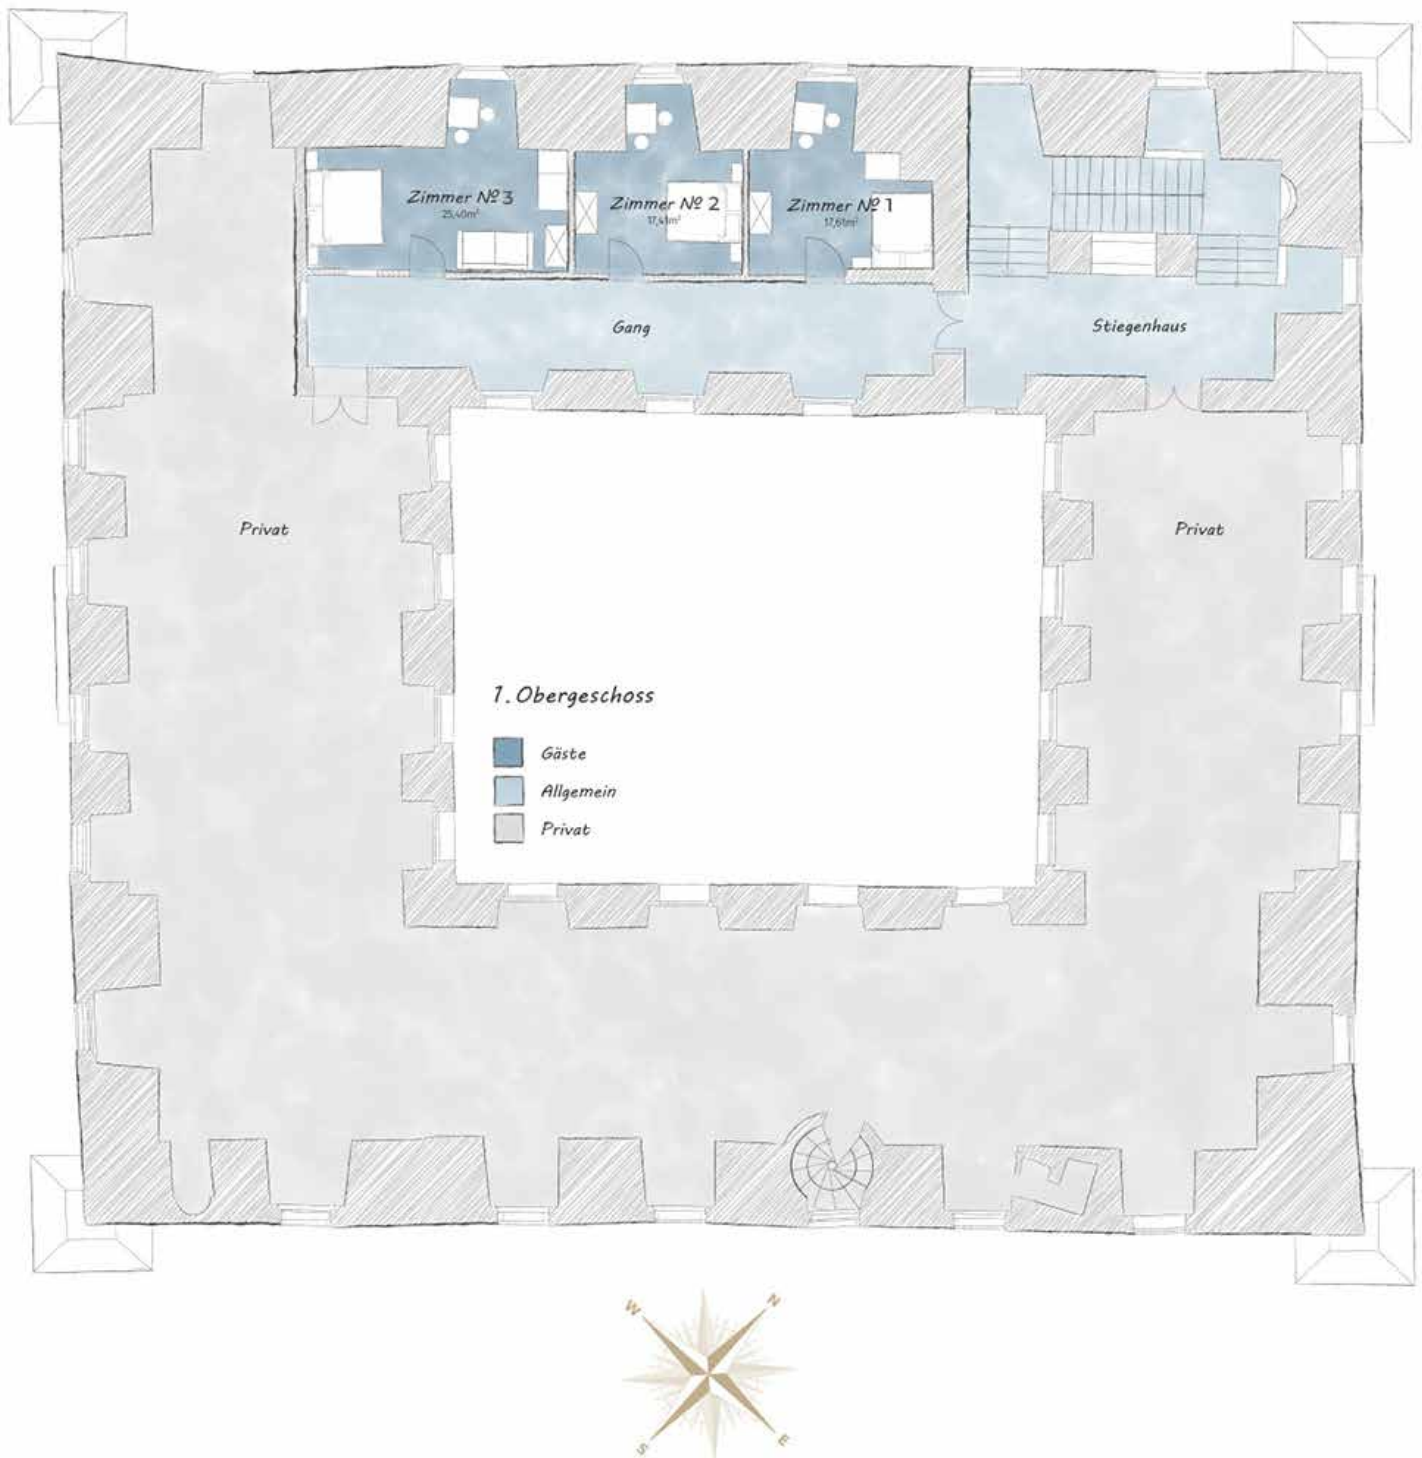 Zimmer № 3
25,40m²
Zimmer № 2
17,41m²
Zimmer № 1
17,61m²
Gang
Stiegenhaus
Privat
Privat
1. Obergeschoss
Gäste
Allgemein
Privat
W
N
S
E